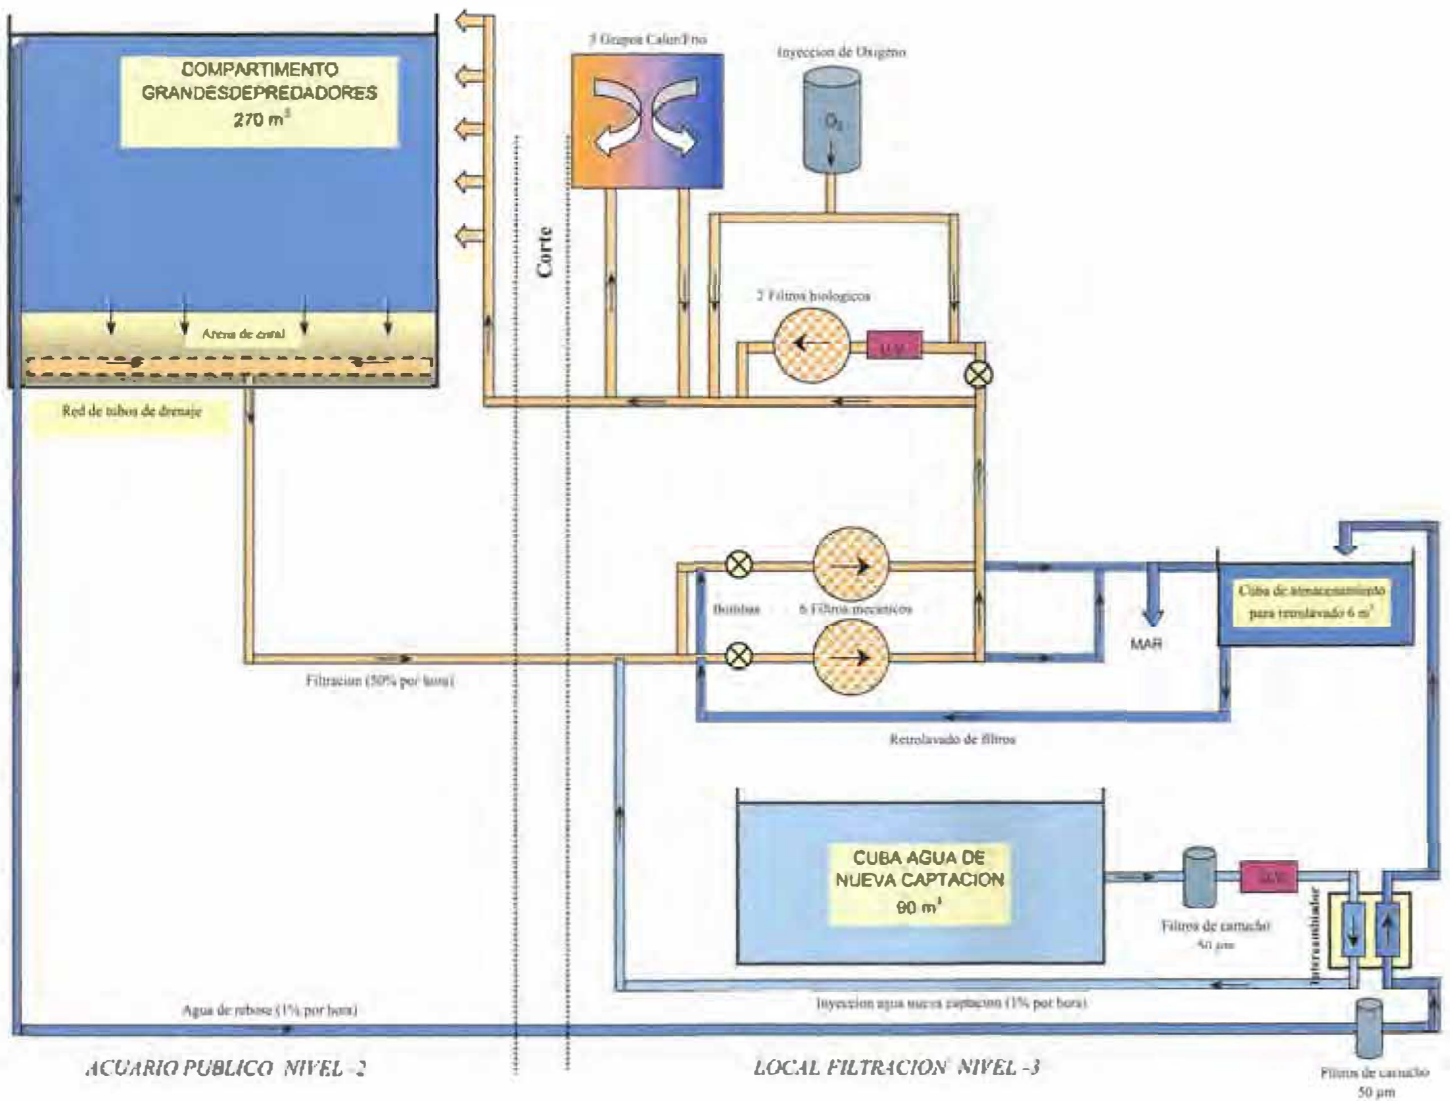 COMPARTIMENTO
GRANDESDEPREDADORES
270 m³
3 Grupos Calor/Frio
Inyeccion de Oxigeno
O₂
Corte
2 Filtros biologicos
U.V.
Arena de coral
Red de tubos de drenaje
Bombas
6 Filtros mecanicos
Filtracion (50% por hora)
MAR
Cuba de almacenamiento
para retrolavado 6 m³
Retrolavado de filtros
CUBA AGUA DE
NUEVA CAPTACION
90 m³
U.V.
Filtros de cartucho
50 µm
Intercambiador
Inyeccion agua nueva captacion (1% por hora)
Agua de rebose (1% por hora)
ACUARIO PUBLICO NIVEL -2
LOCAL FILTRACION NIVEL -3
Filtros de cartucho
50 µm